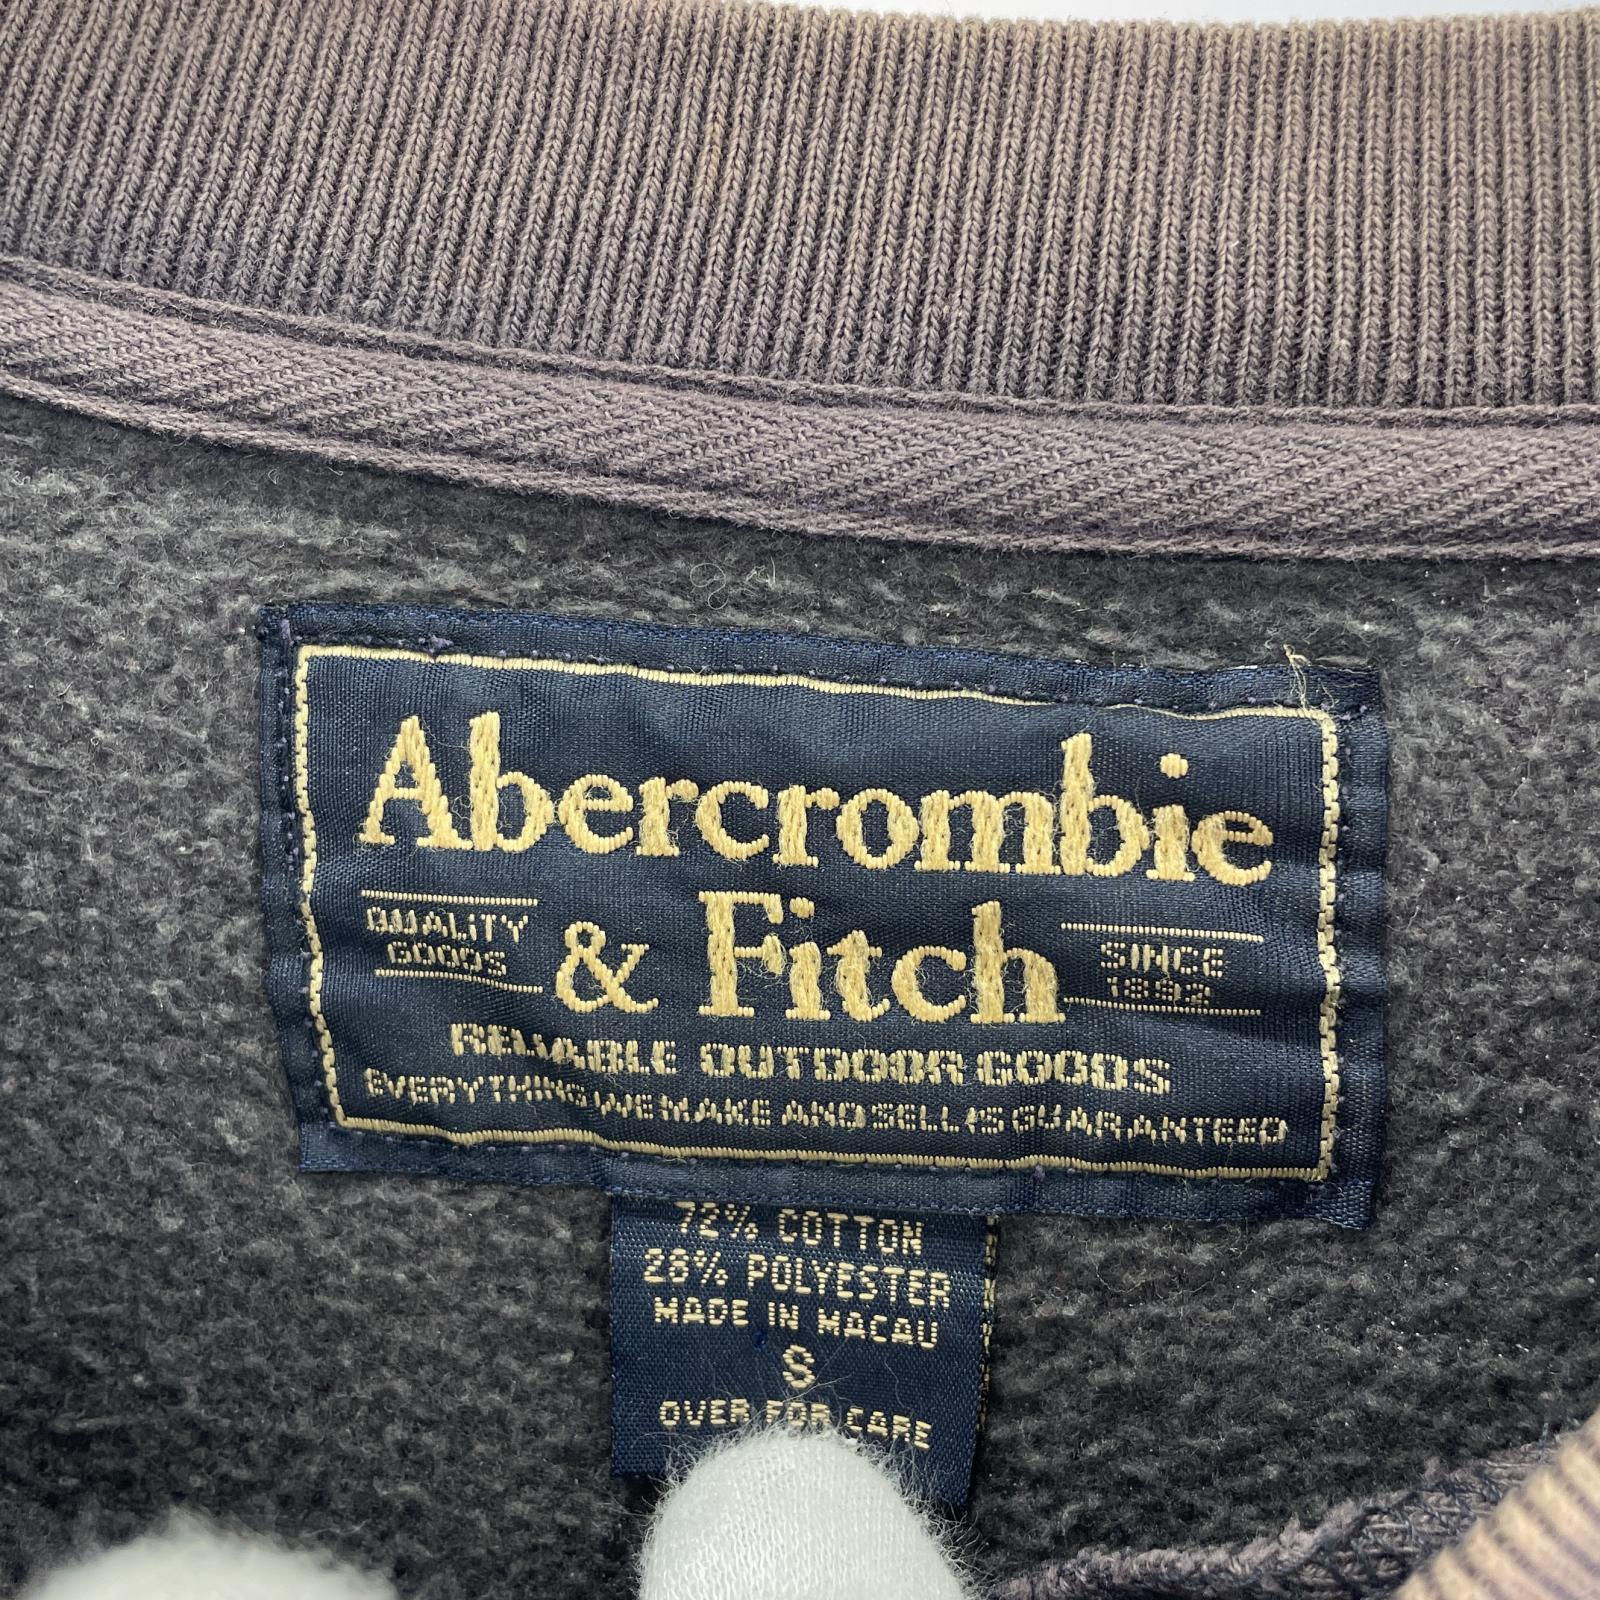 Abercrombie
QUALITY
GOODS
& Fitch
SINCE
1892
RELIABLE OUTDOOR GOODS
EVERYTHING WE MAKE AND SELL IS GUARANTEED
72% COTTON
28% POLYESTER
MADE IN MACAU
S
OVER FOR CARE